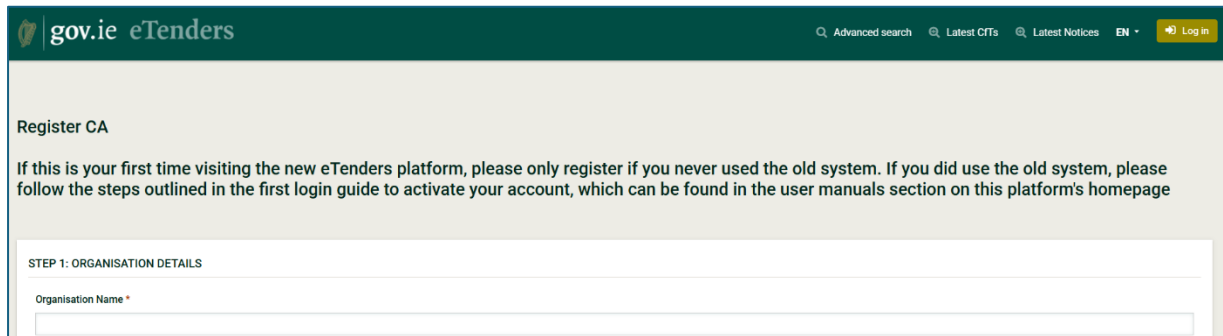 gov.ie eTenders
Advanced search Latest CfTs Latest Notices EN Log in
Register CA
If this is your first time visiting the new eTenders platform, please only register if you never used the old system. If you did use the old system, please
follow the steps outlined in the first login guide to activate your account, which can be found in the user manuals section on this platform's homepage
STEP 1: ORGANISATION DETAILS
Organisation Name *